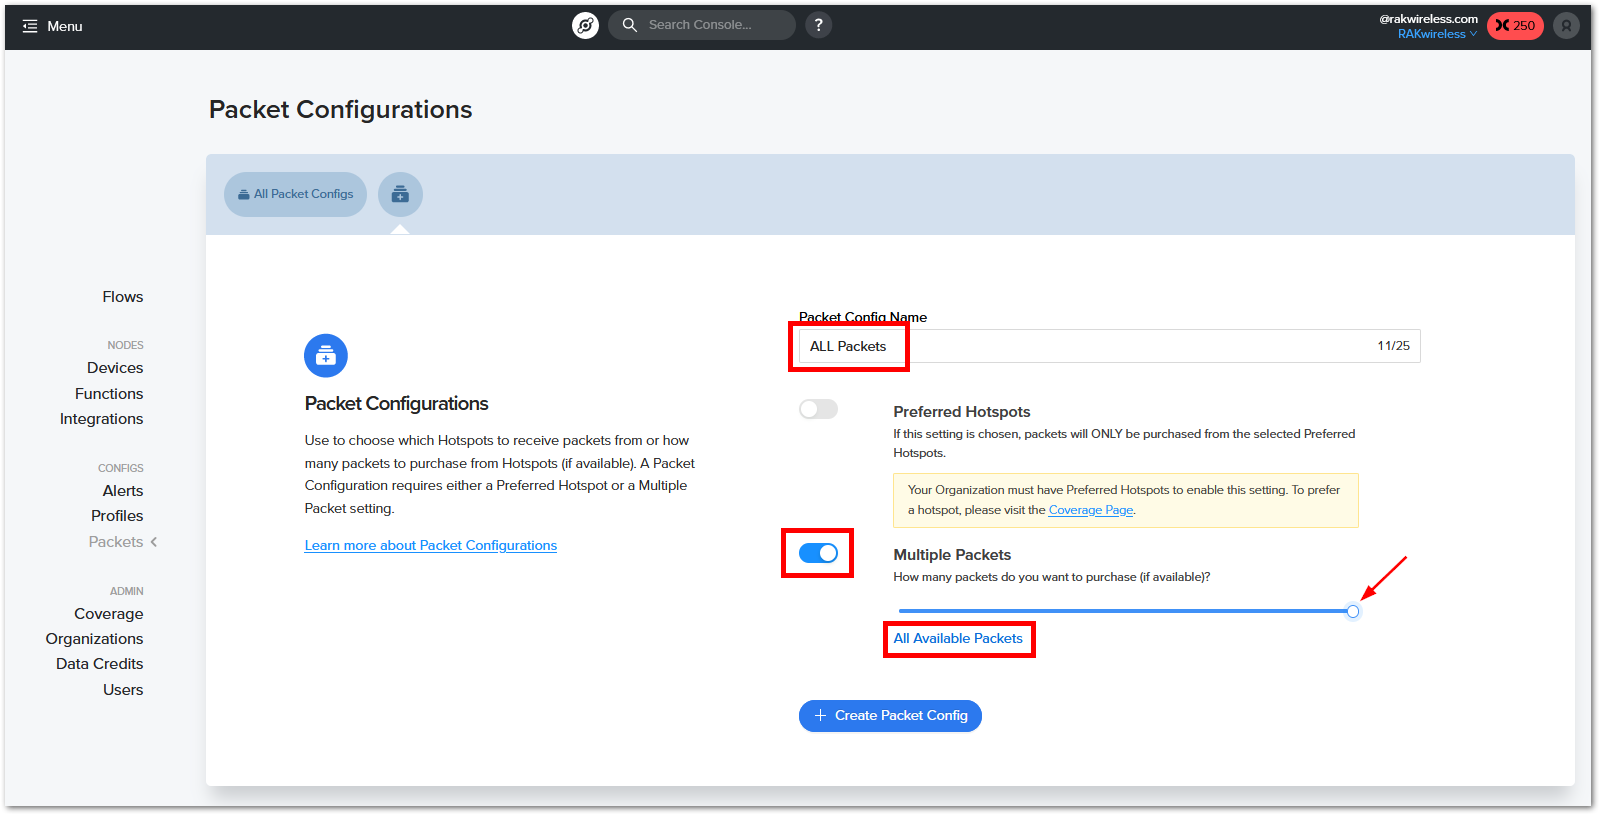 Menu
Search Console...
?
@rakwireless.com
RAKwireless
250
Packet Configurations
All Packet Configs
Flows
NODES
Devices
Functions
Integrations
CONFIGS
Alerts
Profiles
Packets
ADMIN
Coverage
Organizations
Data Credits
Users
Packet Configurations
Use to choose which Hotspots to receive packets from or how
many packets to purchase from Hotspots (if available). A Packet
Configuration requires either a Preferred Hotspot or a Multiple
Packet setting.
Learn more about Packet Configurations
Packet Config Name
ALL Packets
11/25
Preferred Hotspots
If this setting is chosen, packets will ONLY be purchased from the selected Preferred
Hotspots.
Your Organization must have Preferred Hotspots to enable this setting. To prefer
a hotspot, please visit the Coverage Page.
Multiple Packets
How many packets do you want to purchase (if available)?
All Available Packets
Create Packet Config